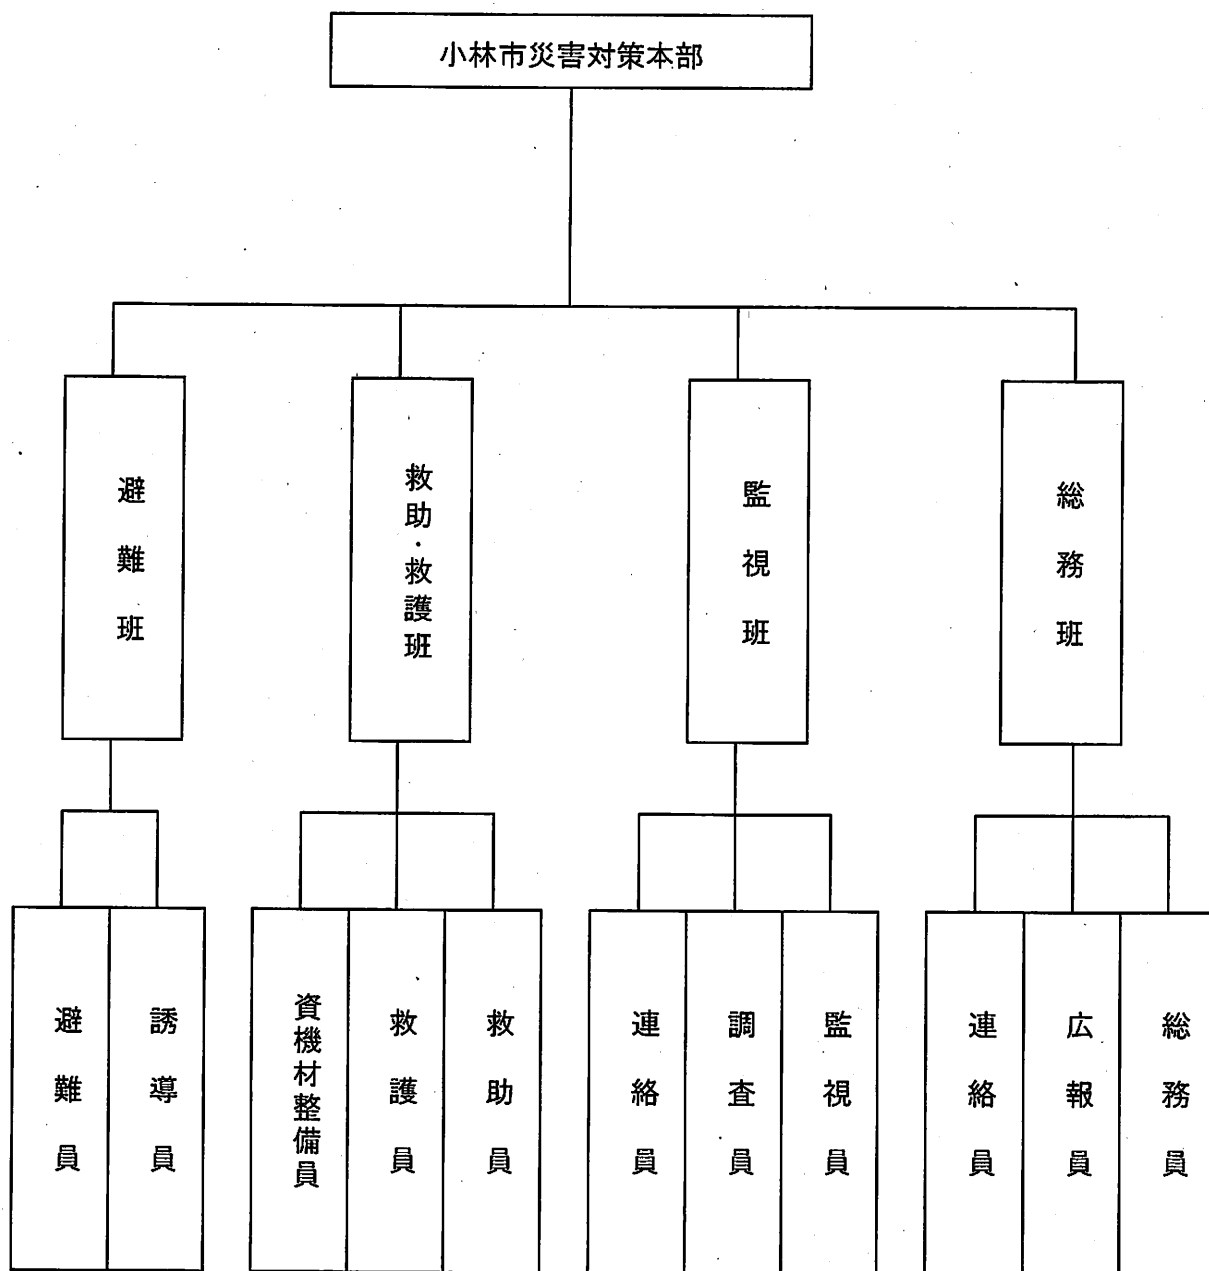 小林市災害対策本部
総務班
監視班
救助・救護班
避難班
総務員
広報員
連絡員
監視員
調査員
連絡員
救助員
救護員
資機材整備員
誘導員
避難員